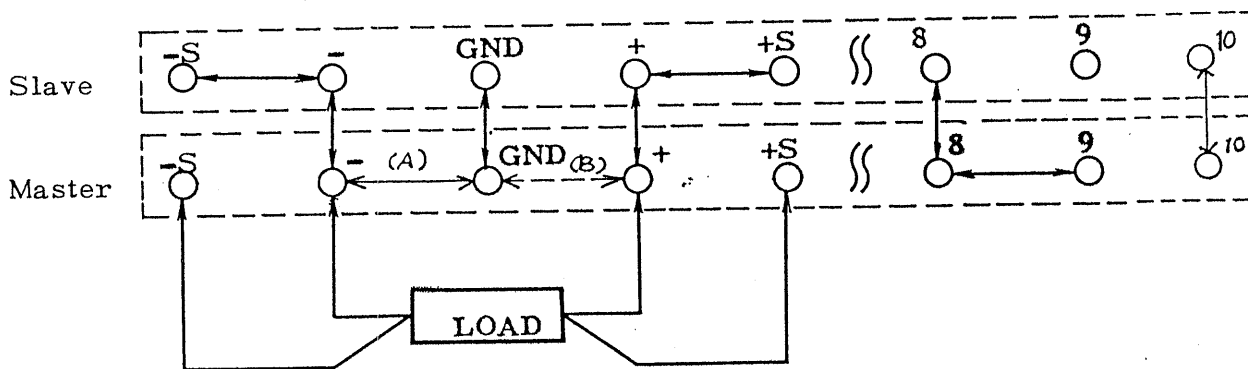 Slave -S - GND + +S 8 9 10
Master -S - (A) GND (B) + +S 8 9 10
LOAD